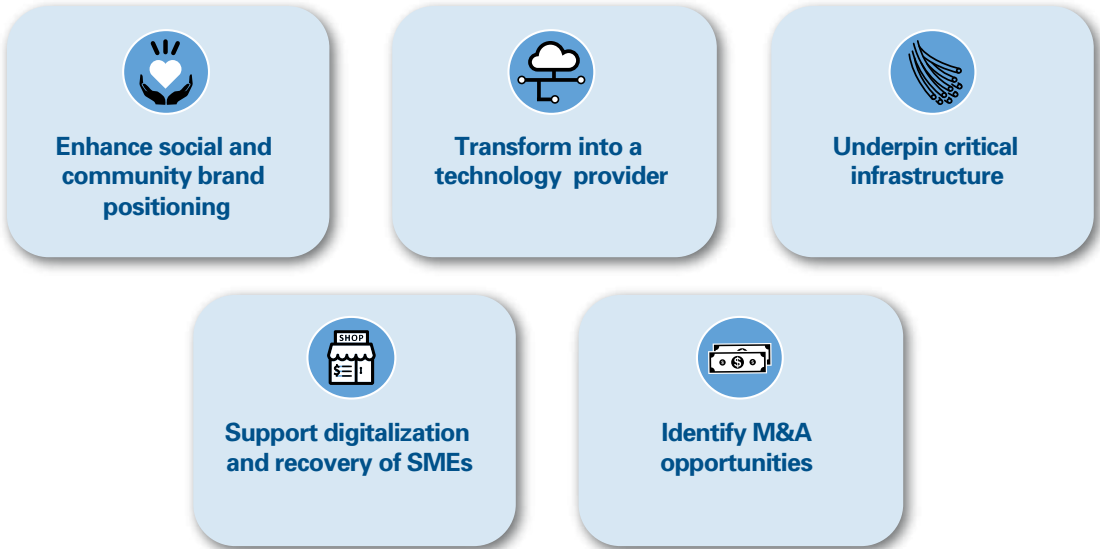 Enhance social and
community brand
positioning
Transform into a
technology provider
Underpin critical
infrastructure
SHOP
$
Support digitalization
and recovery of SMEs
$
Identify M&A
opportunities